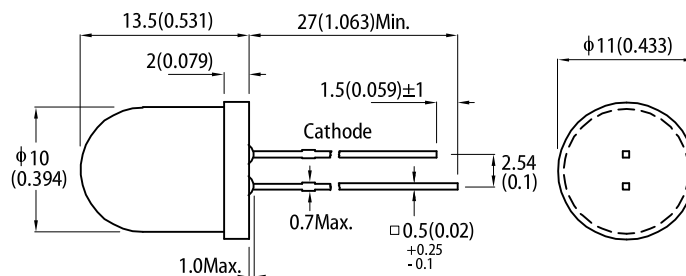 13.5(0.531)
27(1.063)Min.
ϕ11(0.433)
2(0.079)
1.5(0.059)±1
Cathode
ϕ10
(0.394)
2.54
(0.1)
0.7Max.
□0.5(0.02)
+0.25
-0.1
1.0Max.